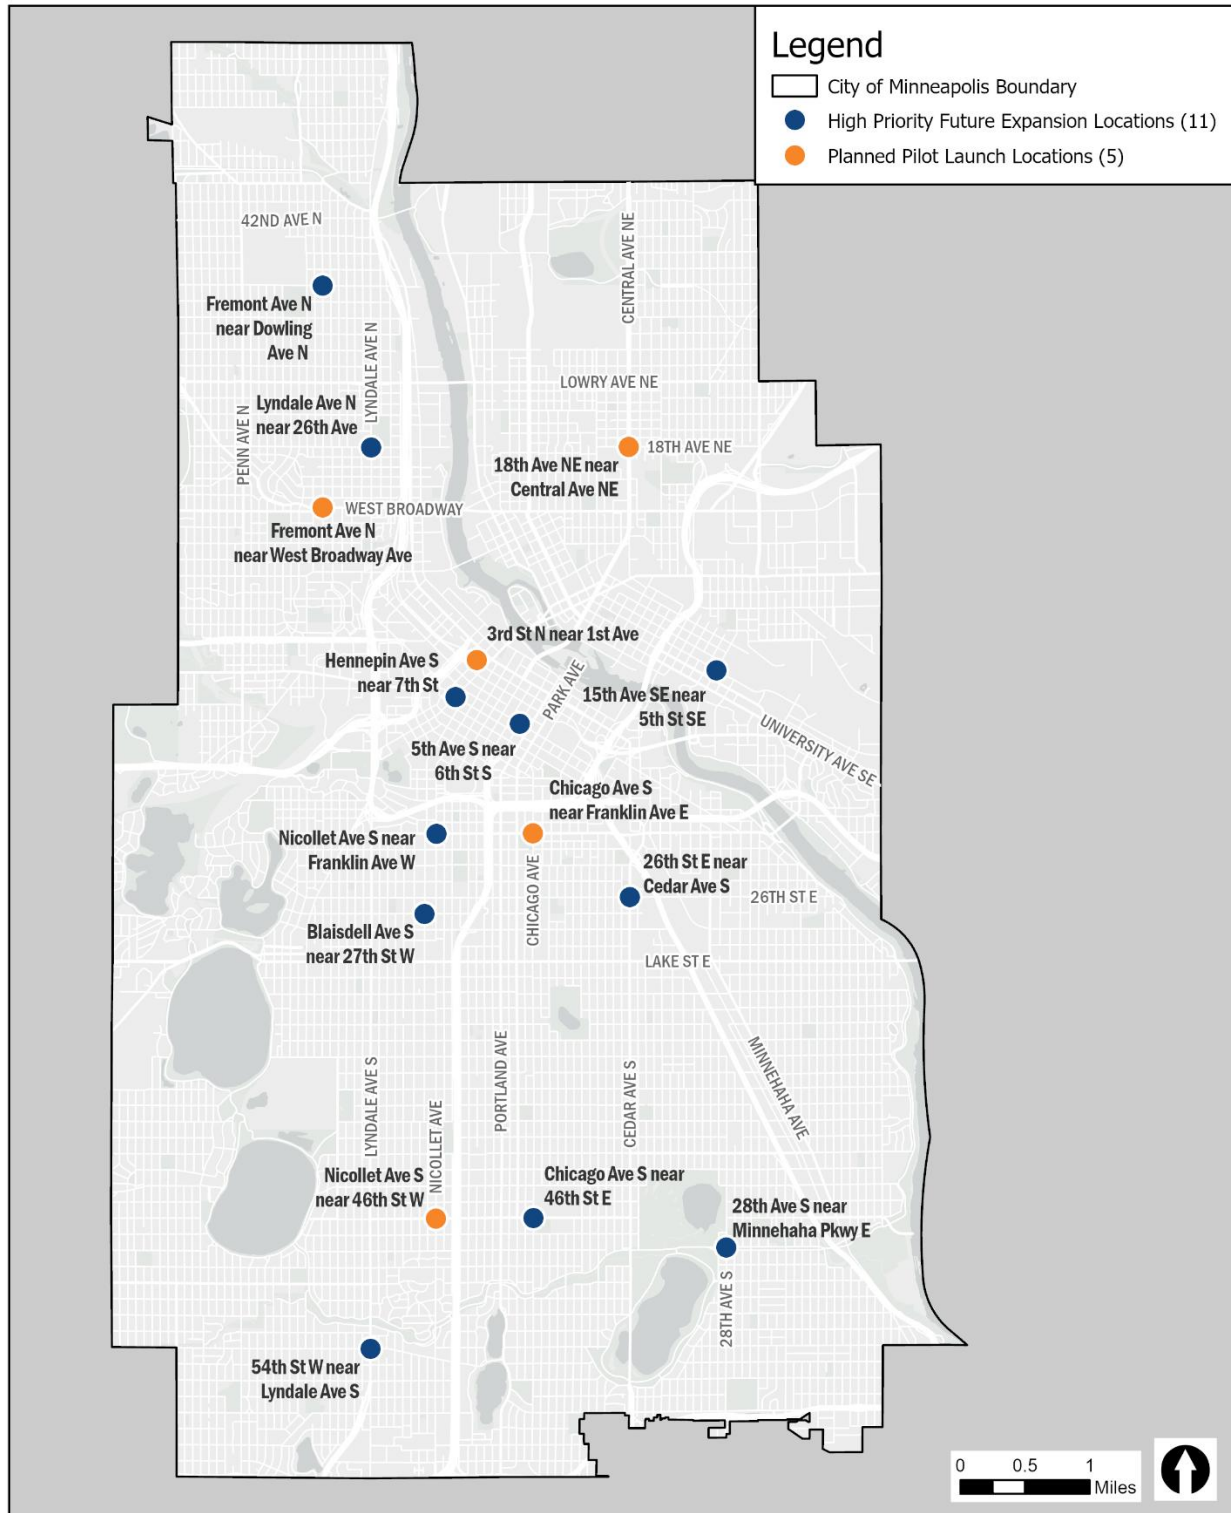 Legend
City of Minneapolis Boundary
High Priority Future Expansion Locations (11)
Planned Pilot Launch Locations (5)
42ND AVE N
CENTRAL AVE NE
Fremont Ave N
near Dowling
Ave N
LYNDALE AVE N
LOWRY AVE NE
Lyndale Ave N
near 26th Ave
PENN AVE N
18TH AVE NE
18th Ave NE near
Central Ave NE
WEST BROADWAY
Fremont Ave N
near West Broadway Ave
3rd St N near 1st Ave
Hennepin Ave S
near 7th St
PARK AVE
15th Ave SE near
5th St SE
UNIVERSITY AVE SE
5th Ave S near
6th St S
Chicago Ave S
near Franklin Ave E
Nicollet Ave S near
Franklin Ave W
CHICAGO AVE
26th St E near
Cedar Ave S
26TH ST E
Blaisdell Ave S
near 27th St W
LAKE ST E
LYNDALE AVE S
NICOLLET AVE
PORTLAND AVE
CEDAR AVE S
MINNEHAHA AVE
Nicollet Ave S
near 46th St W
Chicago Ave S near
46th St E
28th Ave S near
Minnehaha Pkwy E
28TH AVE S
54th St W near
Lyndale Ave S
0 0.5 1
Miles